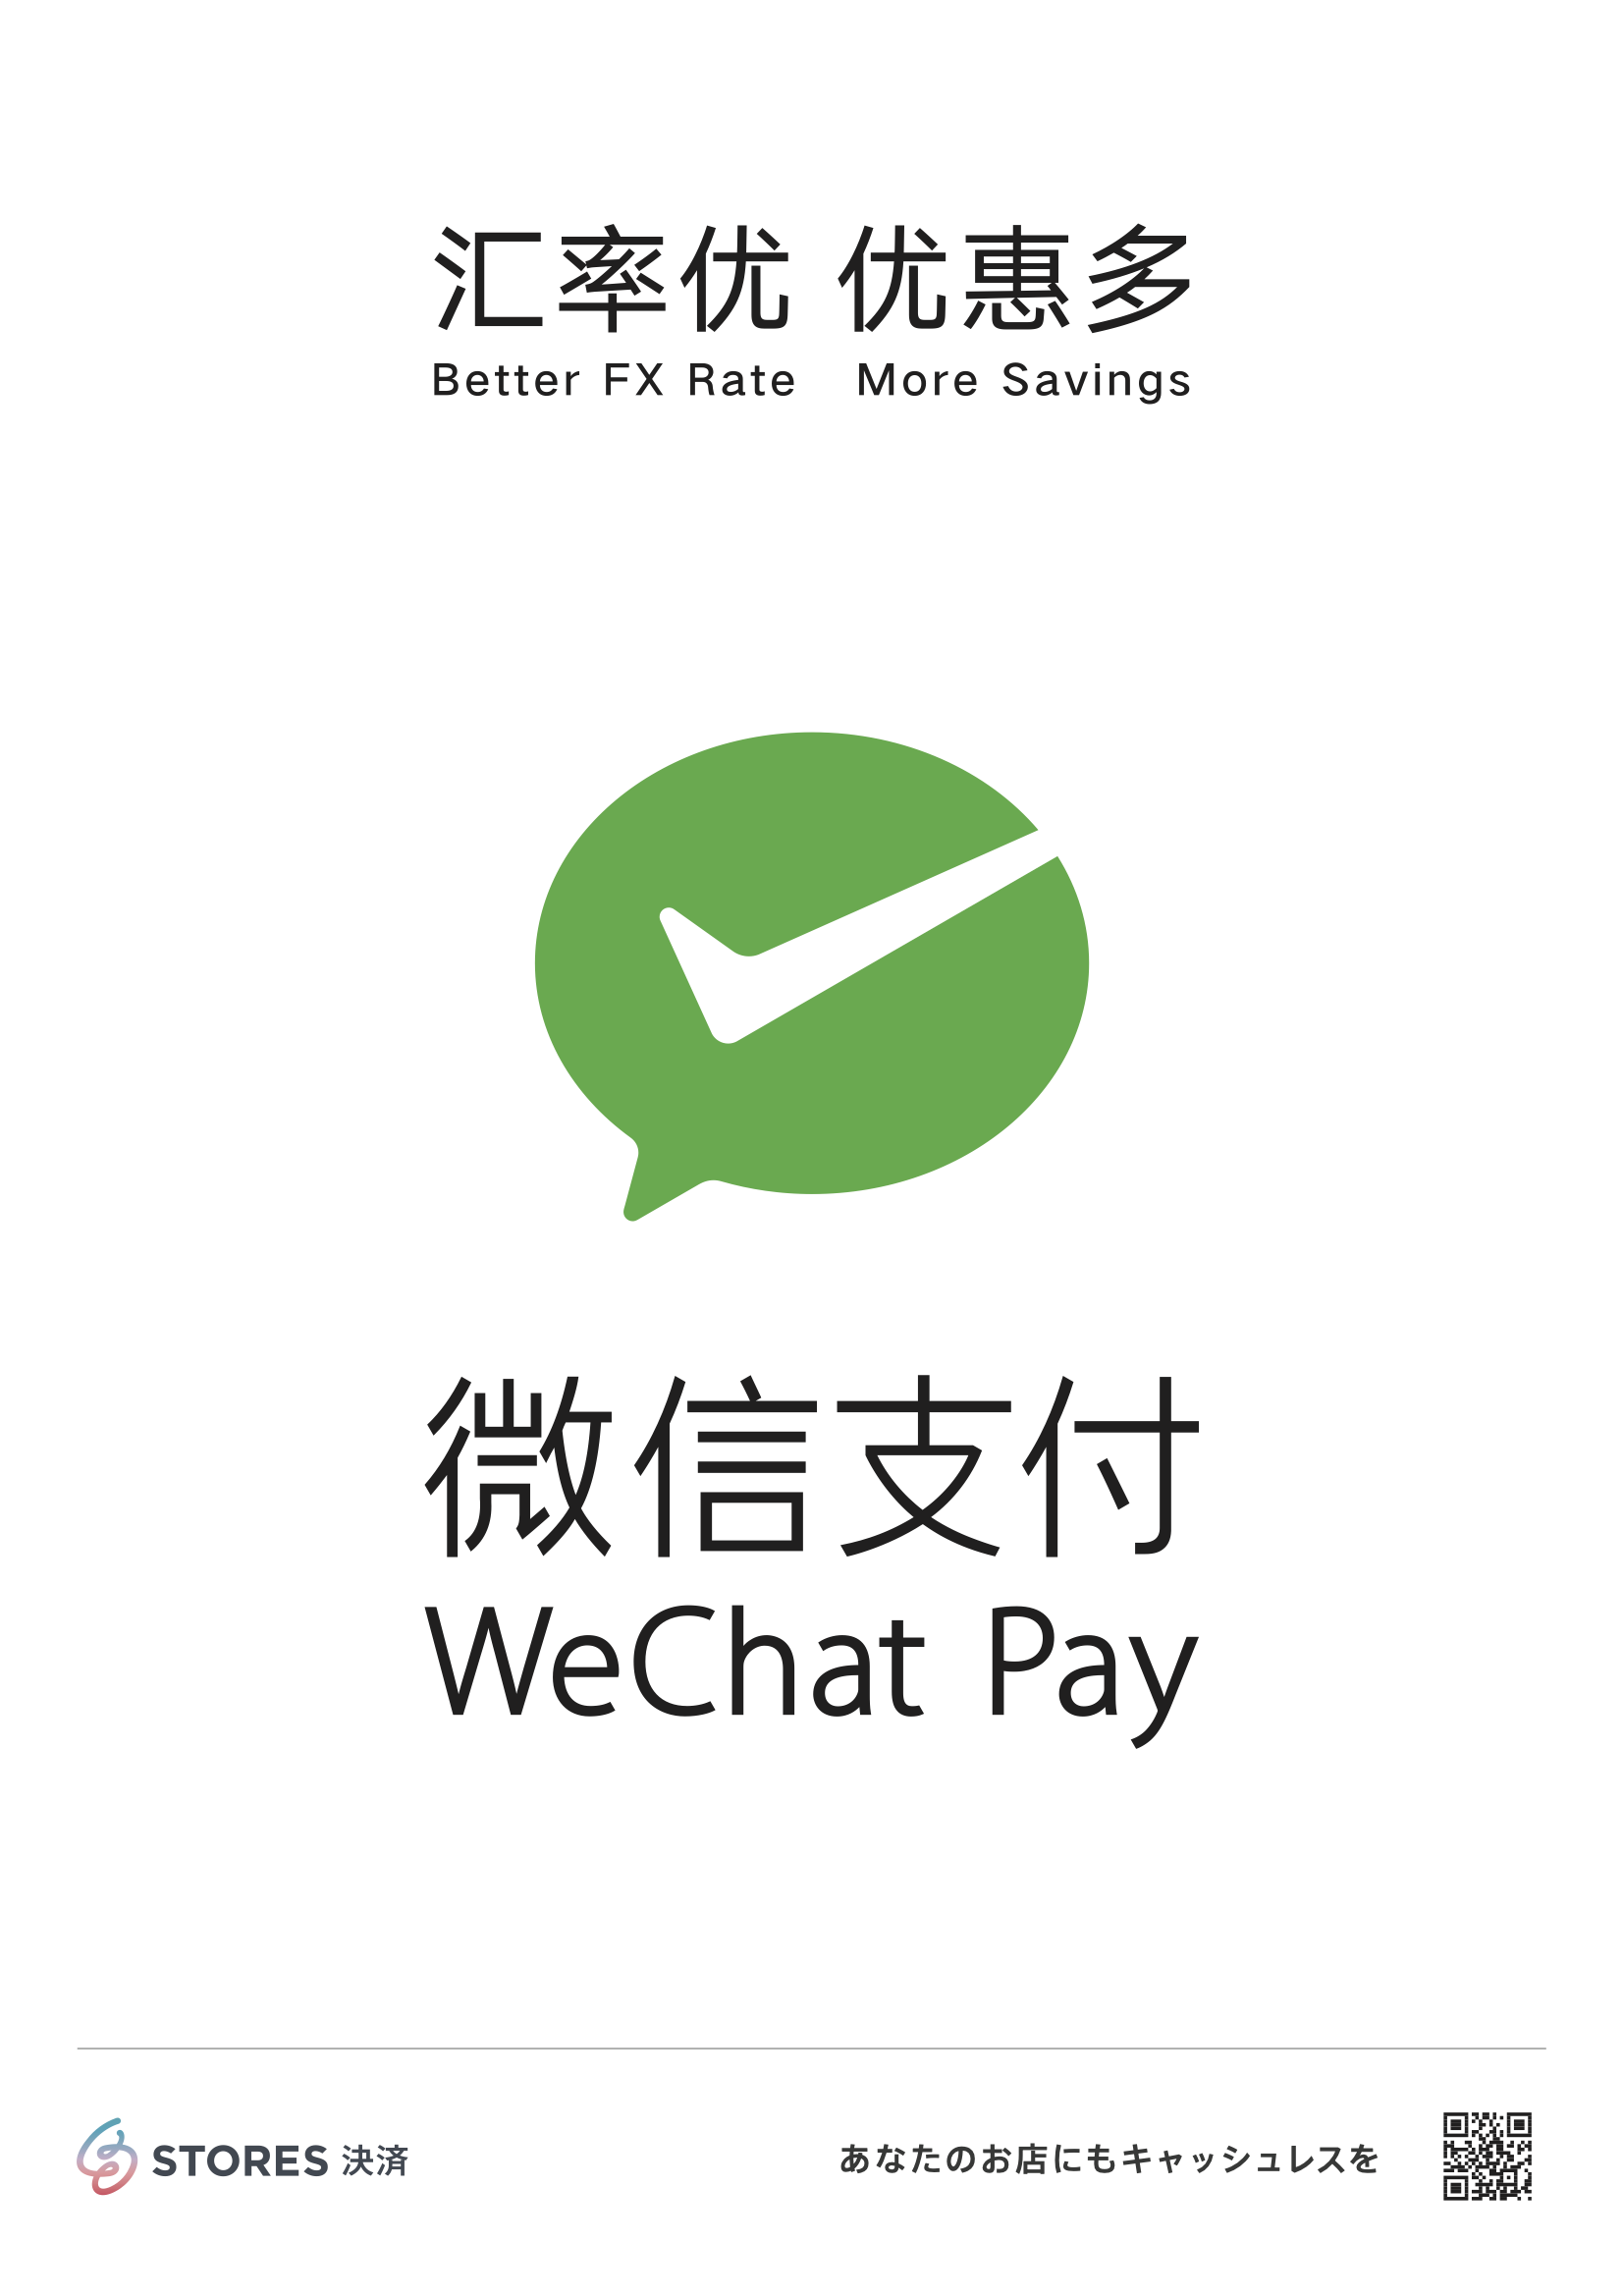 汇率优 优惠多
Better FX Rate More Savings
微信支付
WeChat Pay
STORES 決済
あなたのお店にもキャッシュレスを